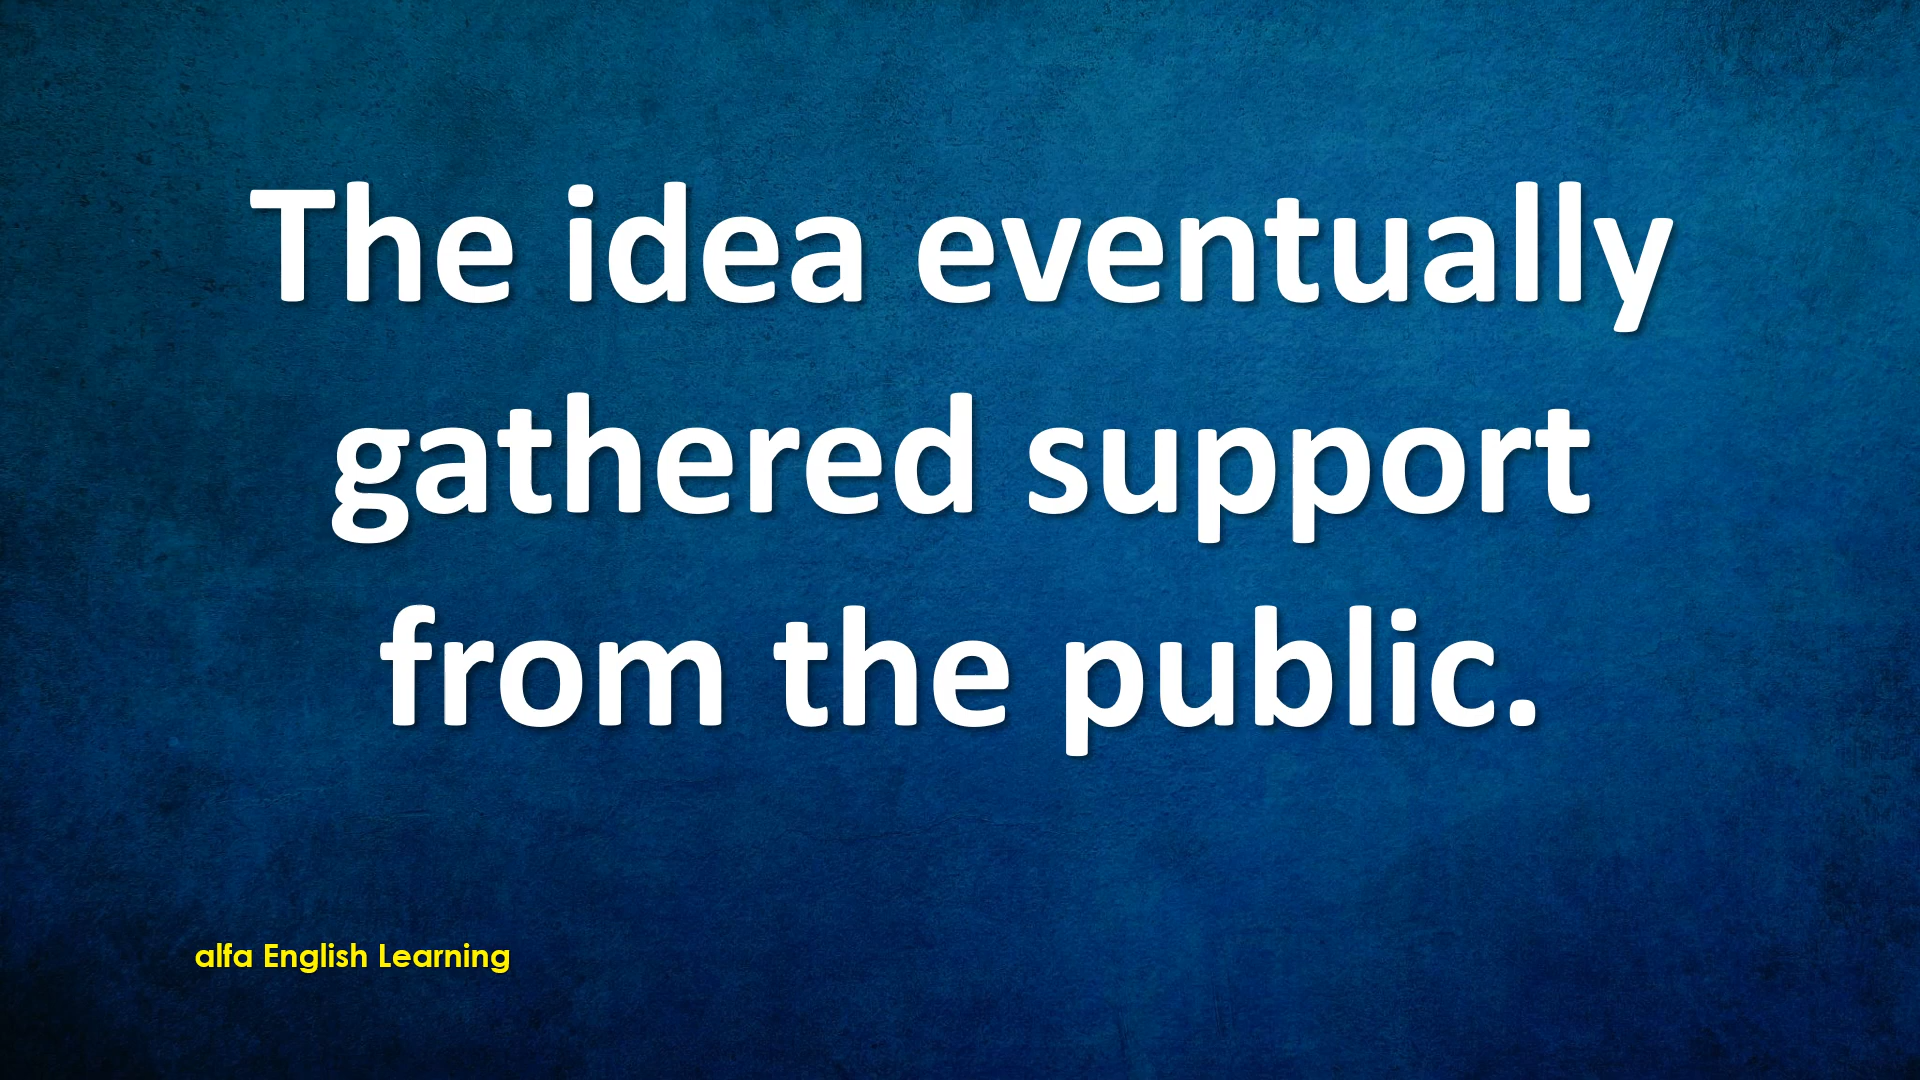 The idea eventually
gathered support
from the public.
alfa English Learning